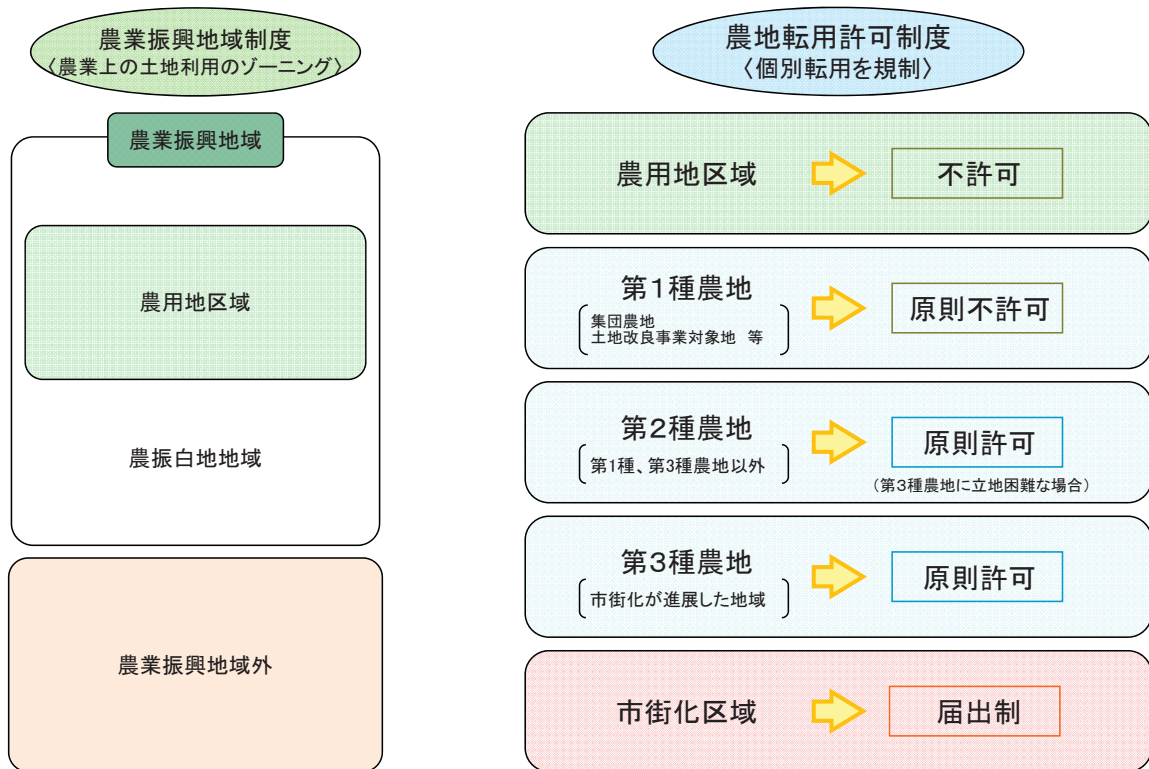 農業振興地域制度
〈農業上の土地利用のゾーニング〉
農業振興地域
農用地区域
農振白地地域
農業振興地域外
農地転用許可制度
〈個別転用を規制〉
農用地区域
不許可
第1種農地
集団農地
土地改良事業対象地　等
原則不許可
第2種農地
第1種、第3種農地以外
原則許可
(第3種農地に立地困難な場合)
第3種農地
市街化が進展した地域
原則許可
市街化区域
届出制